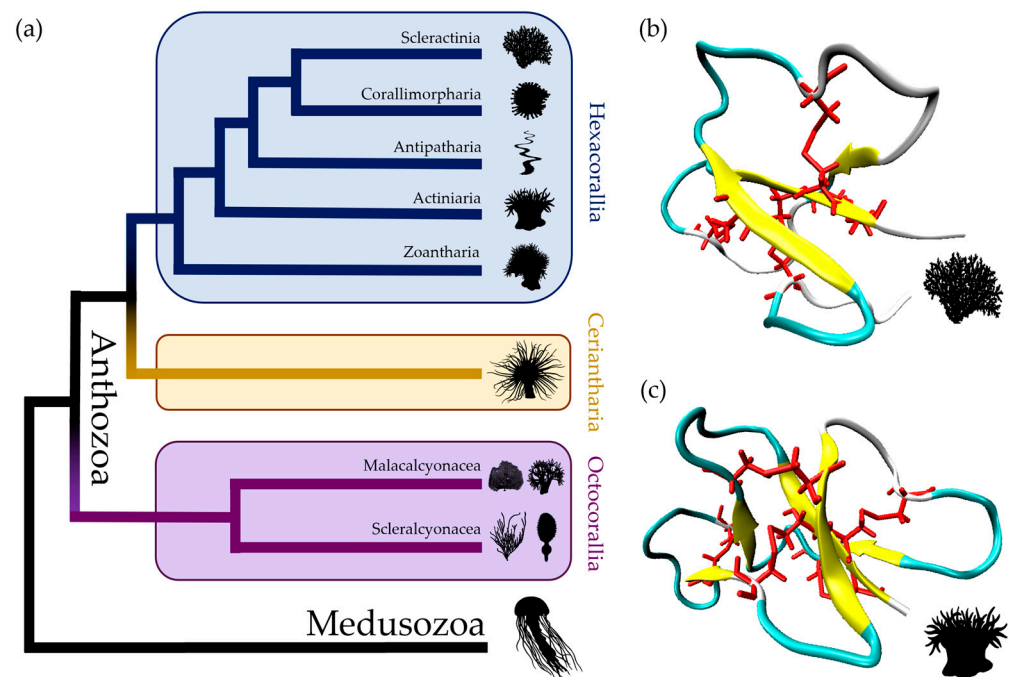 (a)
Scleractinia
Corallimorpharia
Antipatharia
Actiniaria
Zoantharia
Hexacorallia
Ceriantharia
Anthozoa
Malacalcyonacea
Scleralcyonacea
Octocorallia
Medusozoa
(b)
(c)